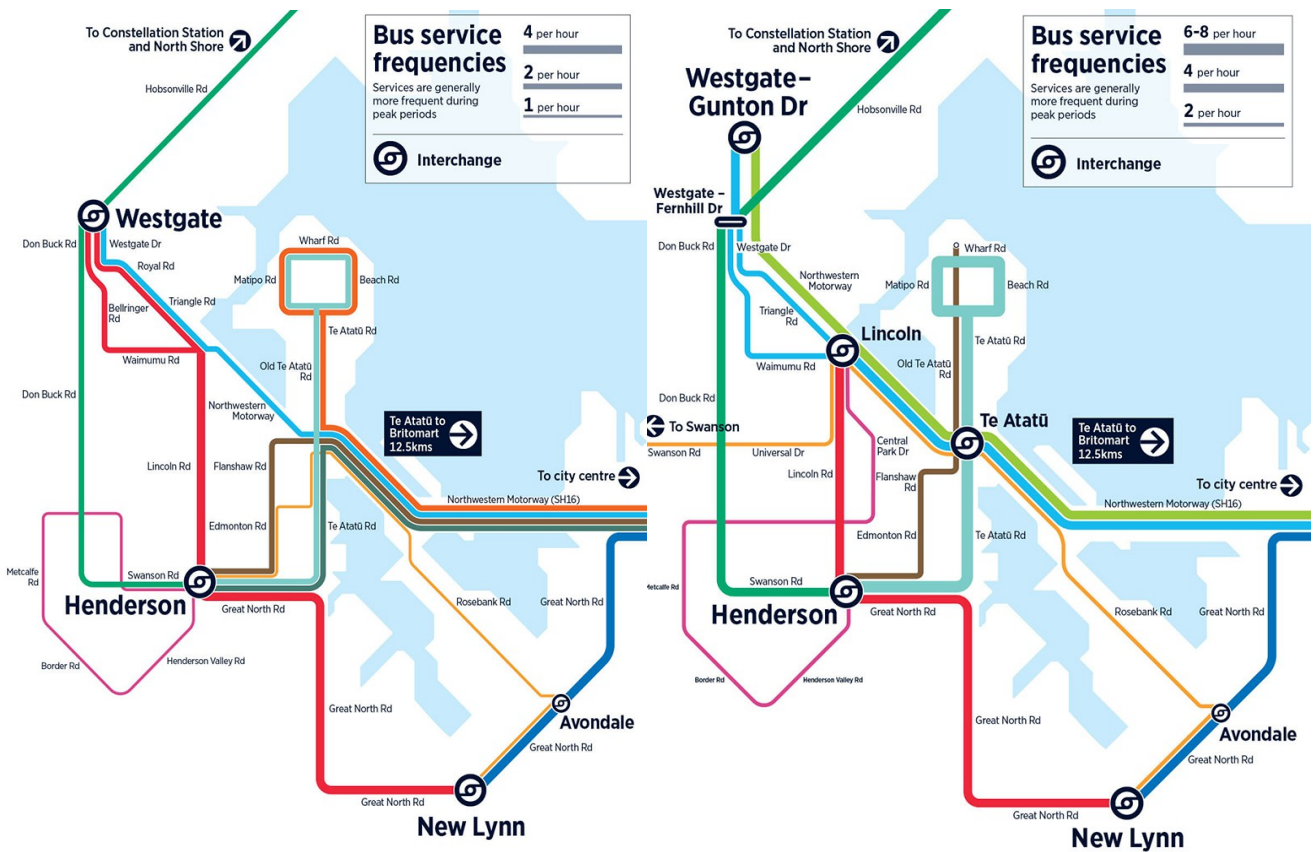 To Constellation Station
and North Shore
Hobsonville Rd
Bus service
frequencies
Services are generally
more frequent during
peak periods
4 per hour
2 per hour
1 per hour
Interchange
Westgate
Don Buck Rd
Westgate Dr
Royal Rd
Triangle Rd
Bellringer
Rd
Waimumu Rd
Wharf Rd
Matipo Rd
Beach Rd
Te Atatū Rd
Old Te Atatū
Rd
Don Buck Rd
Northwestern
Motorway
Te Atatū to
Britomart
12.5kms
To city centre
Lincoln Rd
Flanshaw Rd
Northwestern Motorway (SH16)
Edmonton Rd
Te Atatū Rd
Metcalfe
Rd
Swanson Rd
Henderson
Great North Rd
Rosebank Rd
Great North Rd
Border Rd
Henderson Valley Rd
Great North Rd
Avondale
Great North Rd
Great North Rd
New Lynn
To Constellation Station
and North Shore
Westgate–
Gunton Dr
Hobsonville Rd
Bus service
frequencies
Services are generally
more frequent during
peak periods
6-8 per hour
4 per hour
2 per hour
Interchange
Westgate –
Fernhill Dr
Don Buck Rd
Westgate Dr
Northwestern
Motorway
Triangle
Rd
Lincoln
Waimumu Rd
Wharf Rd
Matipo Rd
Beach Rd
Te Atatū Rd
Old Te Atatū
Rd
Don Buck Rd
To Swanson
Swanson Rd
Universal Dr
Central
Park Dr
Te Atatū
Te Atatū to
Britomart
12.5kms
To city centre
Lincoln Rd
Flanshaw
Rd
Northwestern Motorway (SH16)
Edmonton Rd
Te Atatū Rd
etcalfe Rd
Swanson Rd
Henderson
Great North Rd
Rosebank Rd
Great North Rd
Border Rd
Henderson Valley Rd
Great North Rd
Avondale
Great North Rd
Great North Rd
New Lynn